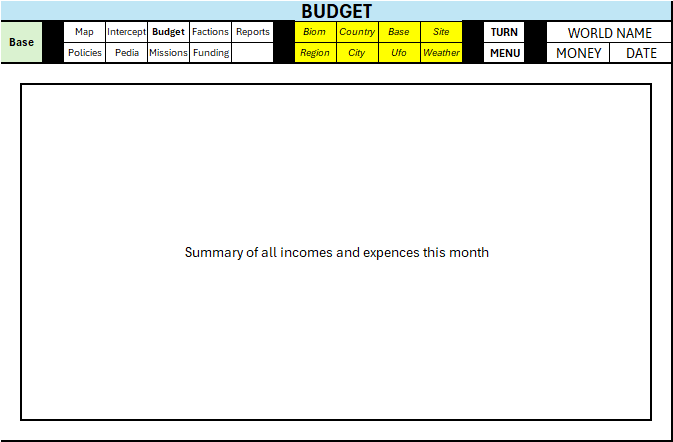 BUDGET
Base
Map Intercept Budget Factions Reports Biom Country Base Site TURN WORLD NAME
Policies Pedia Missions Funding Region City Ufo Weather MENU MONEY DATE
Summary of all incomes and expences this month